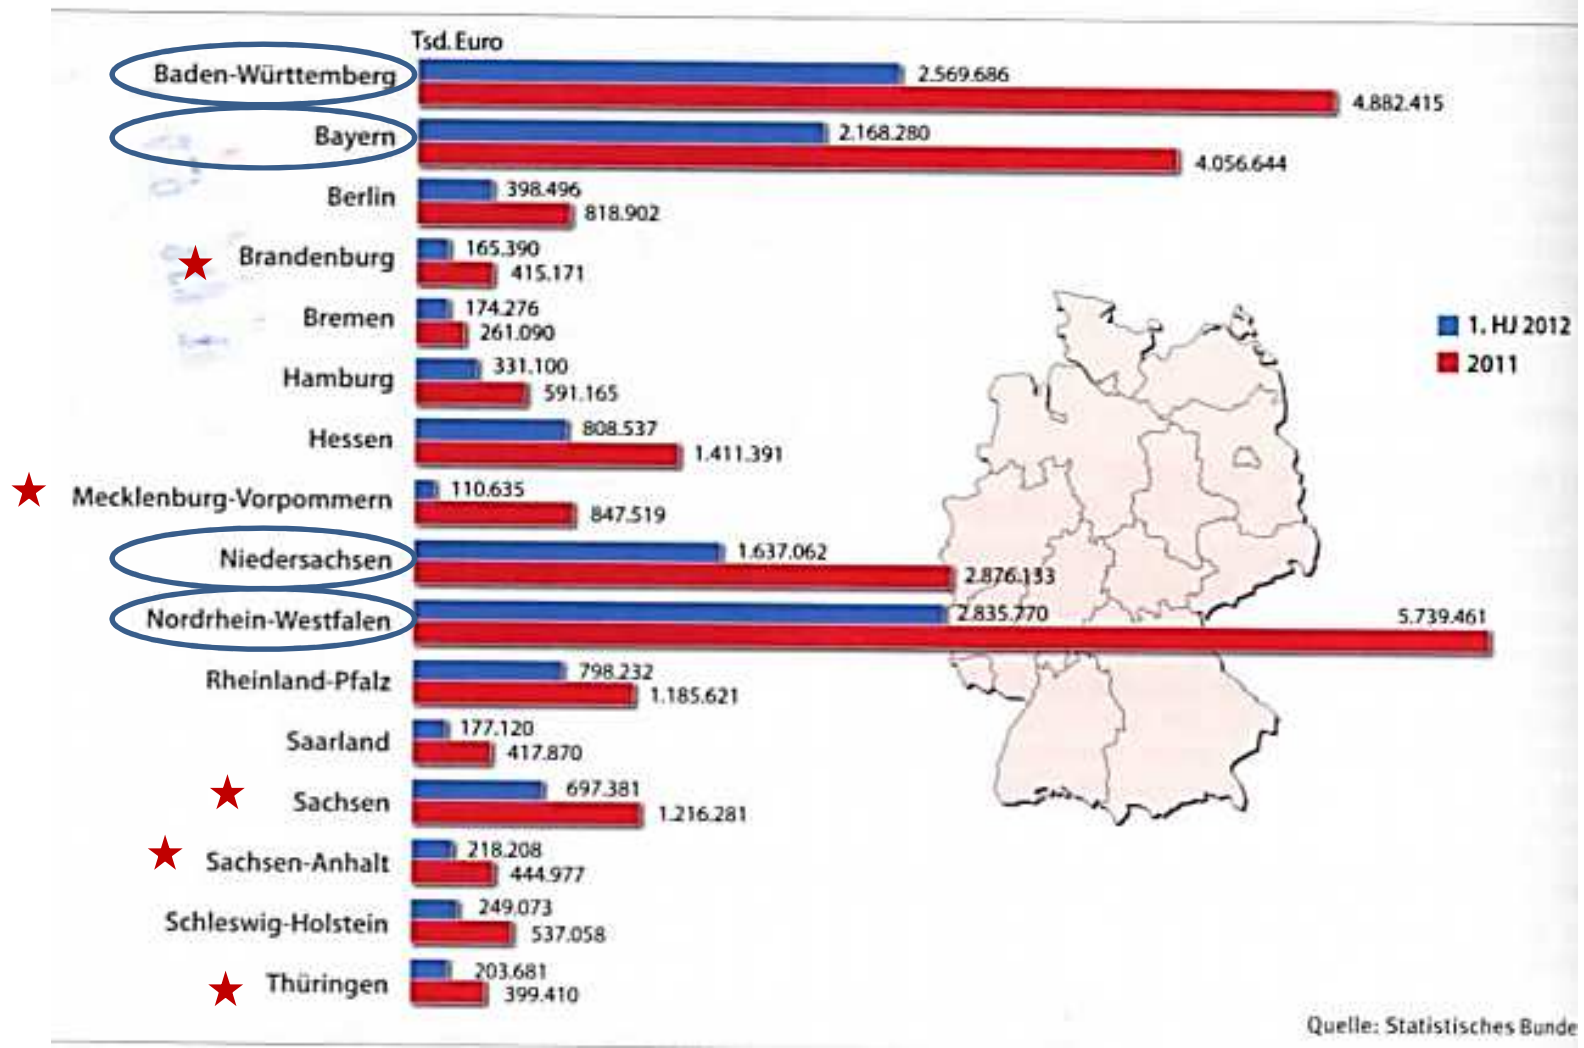 Tsd. Euro
Baden-Württemberg
2.569.686
4.882.415
Bayern
2.168.280
4.056.644
Berlin
398.496
818.902
Brandenburg
165.390
415.171
Bremen
174.276
261.090
1. HJ 2012
2011
Hamburg
331.100
591.165
Hessen
808.537
1.411.391
Mecklenburg-Vorpommern
110.635
847.519
Niedersachsen
1.637.062
2.876.133
Nordrhein-Westfalen
2.835.770
5.739.461
Rheinland-Pfalz
798.232
1.185.621
Saarland
177.120
417.870
Sachsen
697.381
1.216.281
Sachsen-Anhalt
218.208
444.977
Schleswig-Holstein
249.073
537.058
Thüringen
203.681
399.410
Quelle: Statistisches Bunde